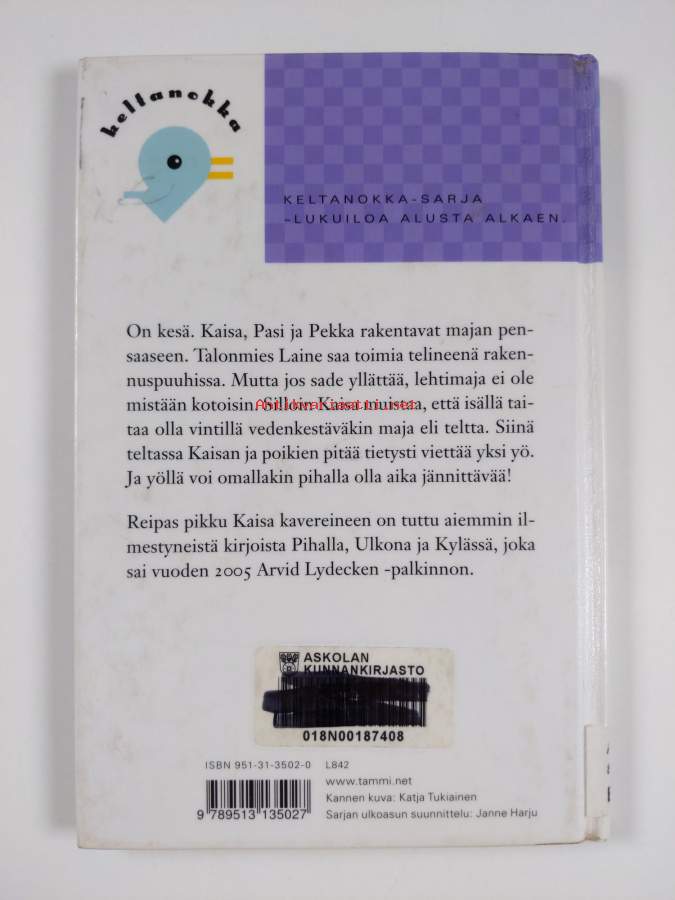 keltanokka
KELTANOKKA-SARJA
–LUKUILOA ALUSTA ALKAEN.
On kesä. Kaisa, Pasi ja Pekka rakentavat majan pen-
saaseen. Talonmies Laine saa toimia telineenä raken-
nuspuuhissa. Mutta jos sade yllättää, lehtimaja ei ole
mistään kotoisin. Silloin Kaisa muistaa, että isällä tai-
taa olla vintillä vedenkestäväkin maja eli teltta. Siinä
teltassa Kaisan ja poikien pitää tietysti viettää yksi yö.
Ja yöllä voi omallakin pihalla olla aika jännittävää!
Reipas pikku Kaisa kavereineen on tuttu aiemmin il-
mestyneistä kirjoista Pihalla, Ulkona ja Kylässä, joka
sai vuoden 2005 Arvid Lydecken -palkinnon.
ASKOLAN
KUNNANKIRJASTO
018N00187408
ISBN 951-31-3502-0 L842
www.tammi.net
Kannen kuva: Katja Tukiainen
9 789513 135027 Sarjan ulkoasun suunnittelu: Janne Harju